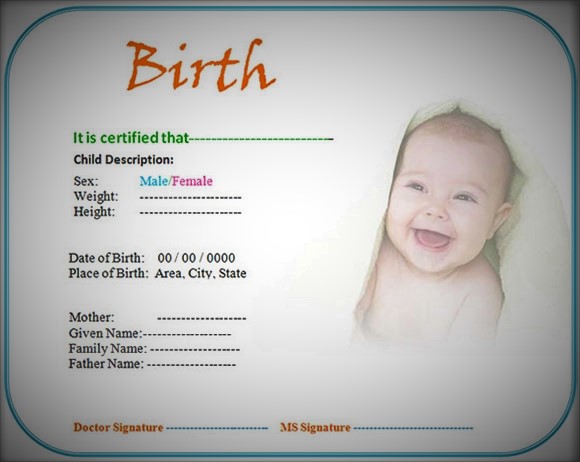 Birth
It is certified that--------------------------
Child Description:
Sex: Male/Female
Weight: ----------------------
Height: ----------------------
Date of Birth: 00 / 00 / 0000
Place of Birth: Area, City, State
Mother: -------------------
Given Name:-------------------
Family Name: -------------------
Father Name: -------------------
Doctor Signature ---------------------- MS Signature --------------------------